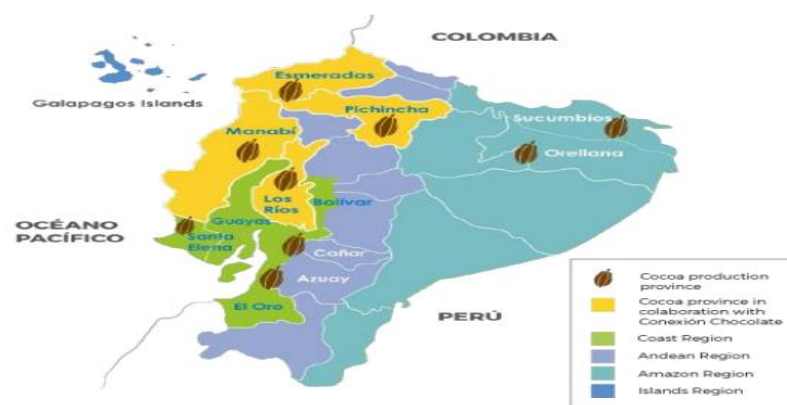 COLOMBIA
Esmeradas
Galapagos Islands
Pichincha
Sucumbios
Manabí
Orellana
Los
Ríos
Bolívar
OCÉANO
PACÍFICO
Guayas
Santa
Elena
Cañar
Azuay
El Oro
PERÚ
Cocoa production
province
Cocoa province in
colaboration with
Conexión Chocolate
Coast Region
Andean Region
Amazon Region
Islands Region